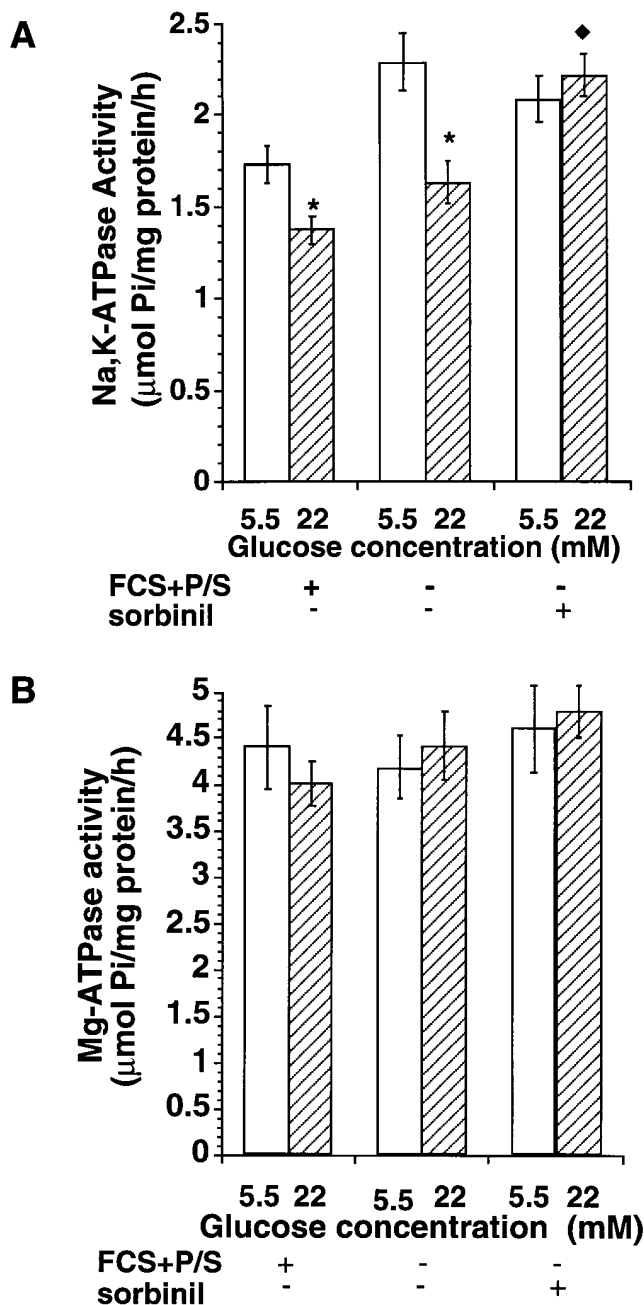 A
Na,K-ATPase Activity
(μmol Pi/mg protein/h)
2.5
2
1.5
1
0.5
0
*
*
◆
5.5 22 5.5 22 5.5 22
Glucose concentration (mM)
FCS+P/S + - -
sorbinil - - +
B
Mg-ATPase activity
(μmol Pi/mg protein/h)
5
4.5
4
3.5
3
2.5
2
1.5
1
0.5
0
5.5 22 5.5 22 5.5 22
Glucose concentration (mM)
FCS+P/S + - -
sorbinil - - +